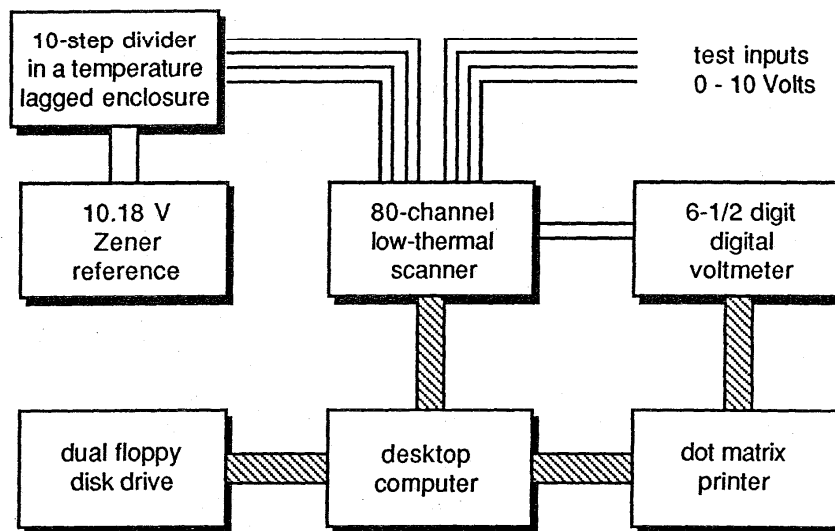 10-step divider
in a temperature
lagged enclosure
test inputs
0 - 10 Volts
10.18 V
Zener
reference
80-channel
low-thermal
scanner
6-1/2 digit
digital
voltmeter
dual floppy
disk drive
desktop
computer
dot matrix
printer